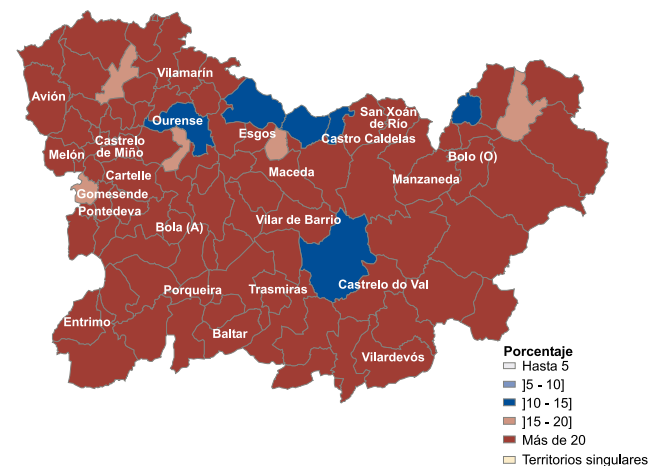 Vilamarín
Avión
San Xoán
de Río
Ourense
Esgos
Castro Caldelas
Castrelo
de Miño
Melón
Bolo (O)
Cartelle
Maceda
Manzaneda
Gomesende
Pontedeva
Vilar de Barrio
Bola (A)
Porqueira
Trasmiras
Castrelo do Val
Entrimo
Baltar
Vilardevós
Porcentaje
Hasta 5
]5 - 10]
]10 - 15]
]15 - 20]
Más de 20
Territorios singulares